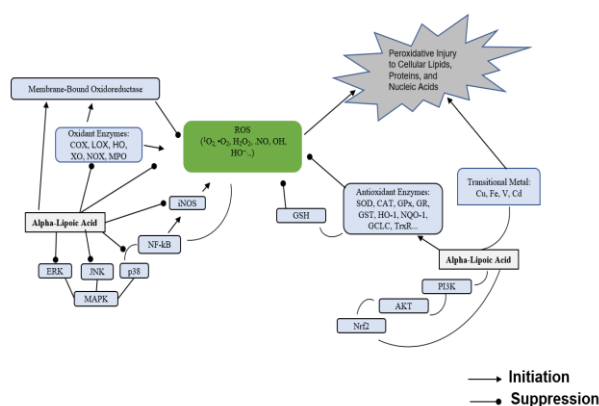 Peroxidative Injury
to Cellular Lipids,
Proteins, and
Nucleic Acids
Membrane-Bound Oxidoreductase
ROS
(¹O₂, •O₂, H₂O₂, .NO, OH,
HO⁻...)
Oxidant Enzymes:
COX, LOX, HO,
XO, NOX, MPO
Antioxidant Enzymes:
SOD, CAT, GPx, GR,
GST, HO-1, NQO-1,
GCLC, TrxR...
Transitional Metal:
Cu, Fe, V, Cd
iNOS
GSH
Alpha-Lipoic Acid
NF-kB
Alpha-Lipoic Acid
ERK
JNK
p38
PI3K
MAPK
AKT
Nrf2
Initiation
Suppression